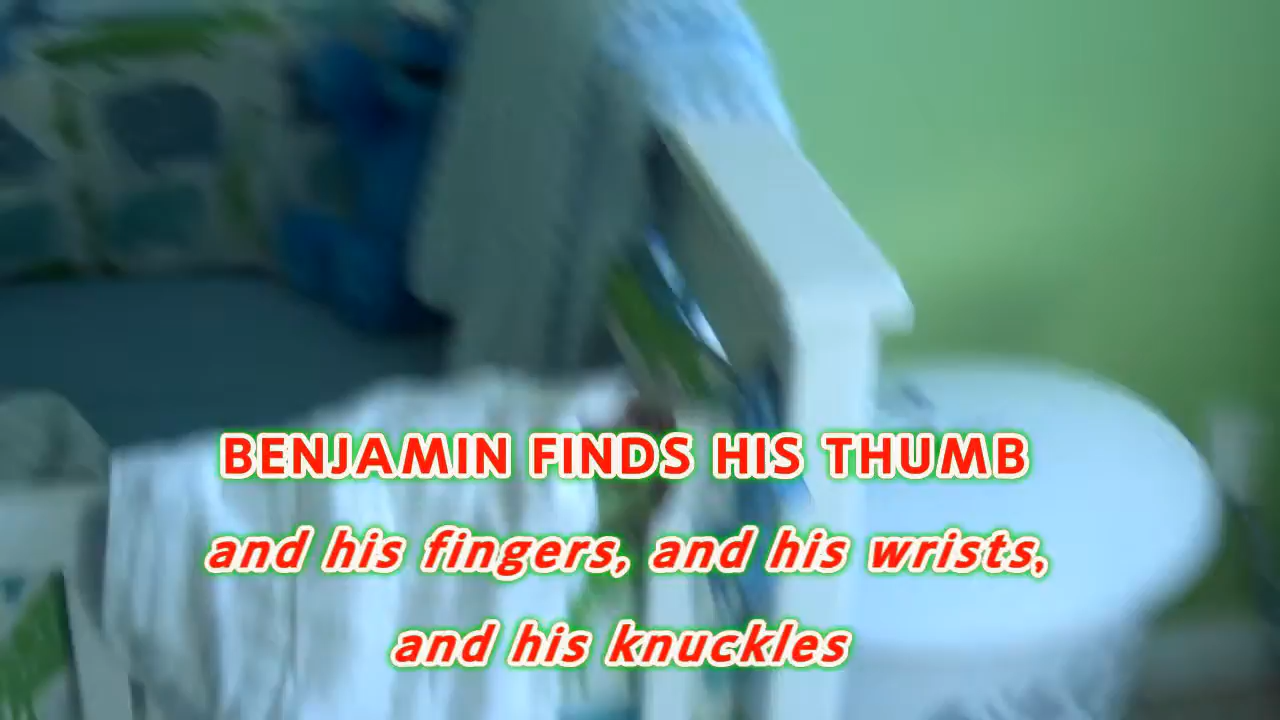 BENJAMIN FINDS HIS THUMB
and his fingers, and his wrists,
and his knuckles